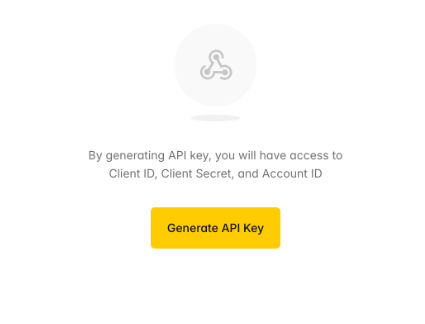 By generating API key, you will have access to
Client ID, Client Secret, and Account ID
Generate API Key